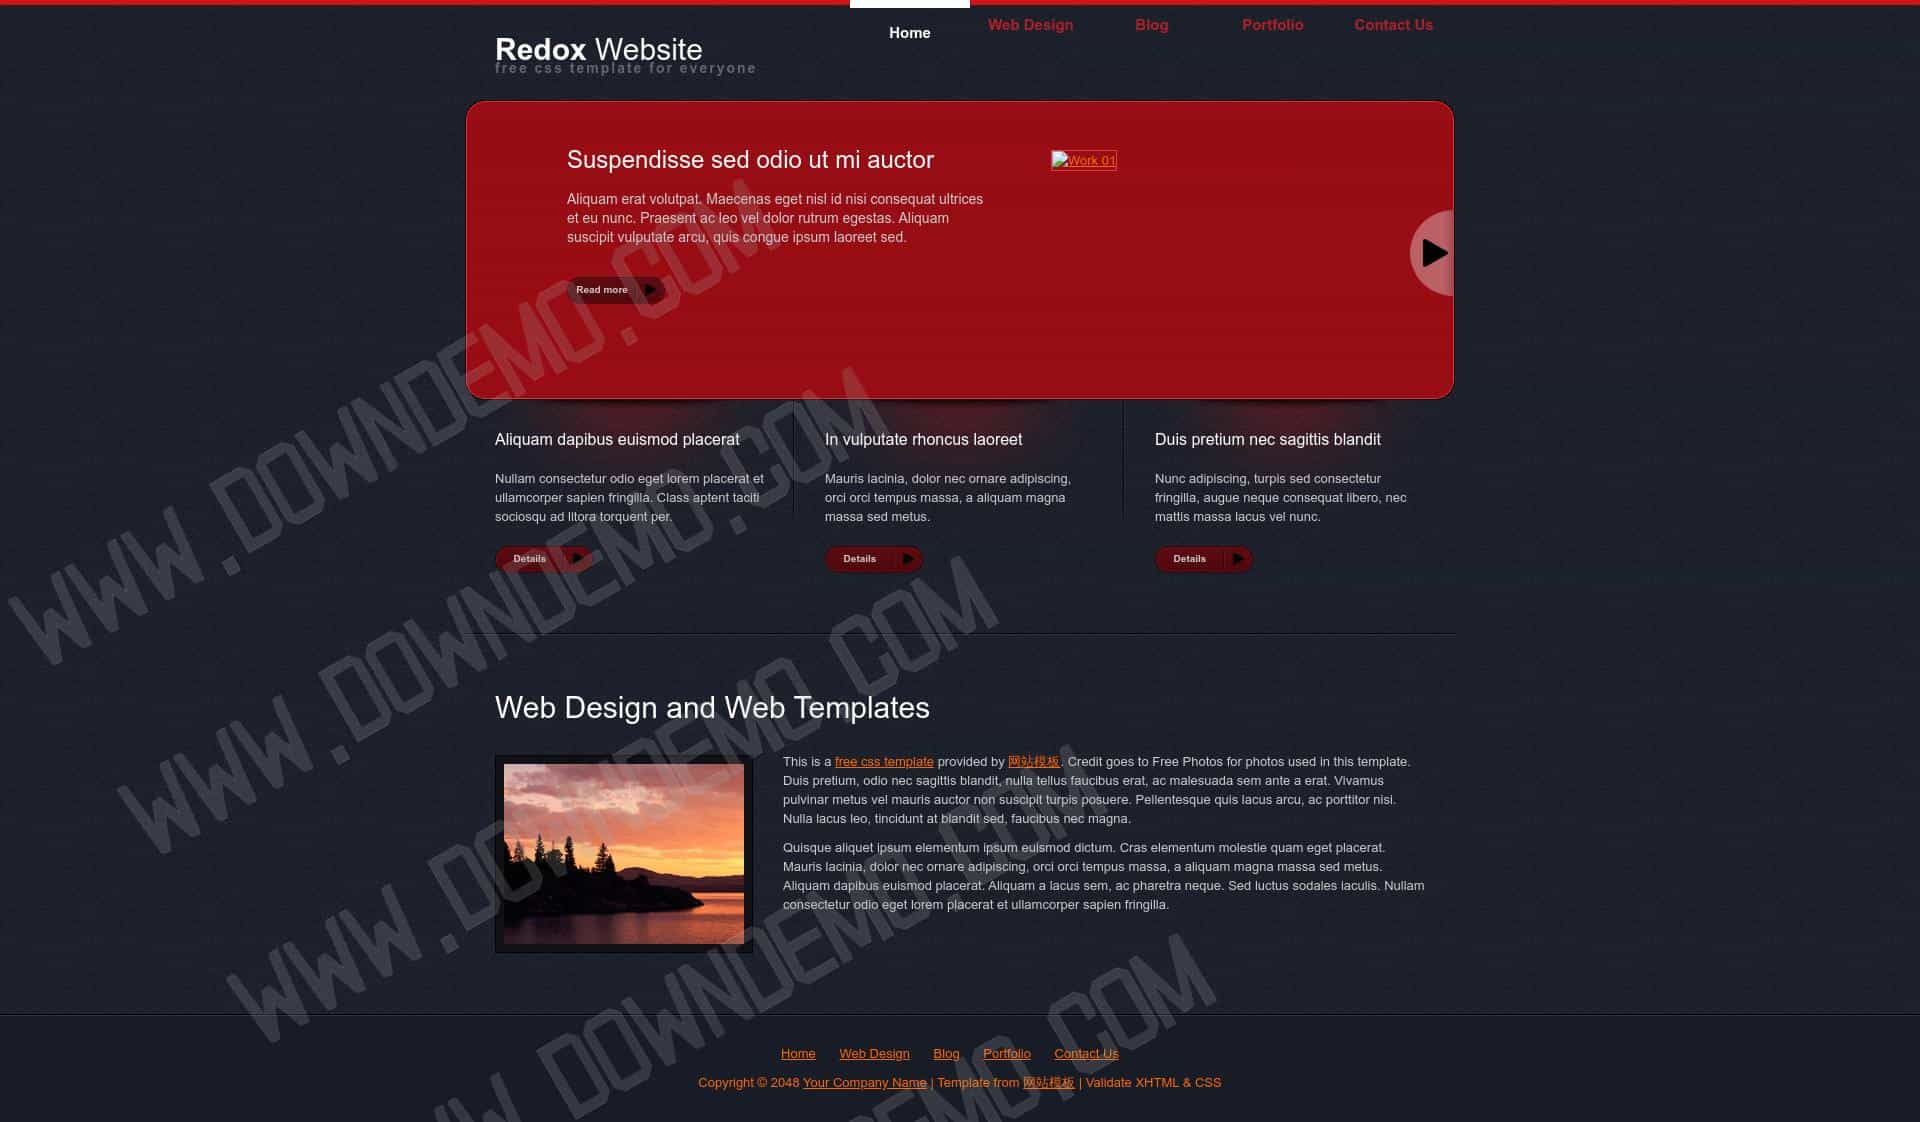 Home
Web Design
Blog
Portfolio
Contact Us
Redox Website
free css template for everyone
Suspendisse sed odio ut mi auctor
Aliquam erat volutpat. Maecenas eget nisl id nisi consequat ultrices
et eu nunc. Praesent ac leo vel dolor rutrum egestas. Aliquam
suscipit vulputate arcu, quis congue ipsum laoreet sed.
Read more
Work 01
Aliquam dapibus euismod placerat
Nullam consectetur odio eget lorem placerat et
ullamcorper sapien fringilla. Class aptent taciti
sociosqu ad litora torquent per.
Details
In vulputate rhoncus laoreet
Mauris lacinia, dolor nec ornare adipiscing,
orci orci tempus massa, a aliquam magna
massa sed metus.
Details
Duis pretium nec sagittis blandit
Nunc adipiscing, turpis sed consectetur
fringilla, augue neque consequat libero, nec
mattis massa lacus vel nunc.
Details
Web Design and Web Templates
This is a free css template provided by 网站模板. Credit goes to Free Photos for photos used in this template.
Duis pretium, odio nec sagittis blandit, nulla tellus faucibus erat, ac malesuada sem ante a erat. Vivamus
pulvinar metus vel mauris auctor non suscipit turpis posuere. Pellentesque quis lacus arcu, ac porttitor nisi.
Nulla lacus leo, tincidunt at blandit sed, faucibus nec magna.
Quisque aliquet ipsum elementum ipsum euismod dictum. Cras elementum molestie quam eget placerat.
Mauris lacinia, dolor nec ornare adipiscing, orci orci tempus massa, a aliquam magna massa sed metus.
Aliquam dapibus euismod placerat. Aliquam a lacus sem, ac pharetra neque. Sed luctus sodales iaculis. Nullam
consectetur odio eget lorem placerat et ullamcorper sapien fringilla.
Home Web Design Blog Portfolio Contact Us
Copyright © 2048 Your Company Name | Template from 网站模板 | Validate XHTML & CSS
WWW.DOWNDEMO.COM
WWW.DOWNDEMO.COM
WWW.DOWNDEMO.COM
WWW.DOWNDEMO.COM
DEMO.COM